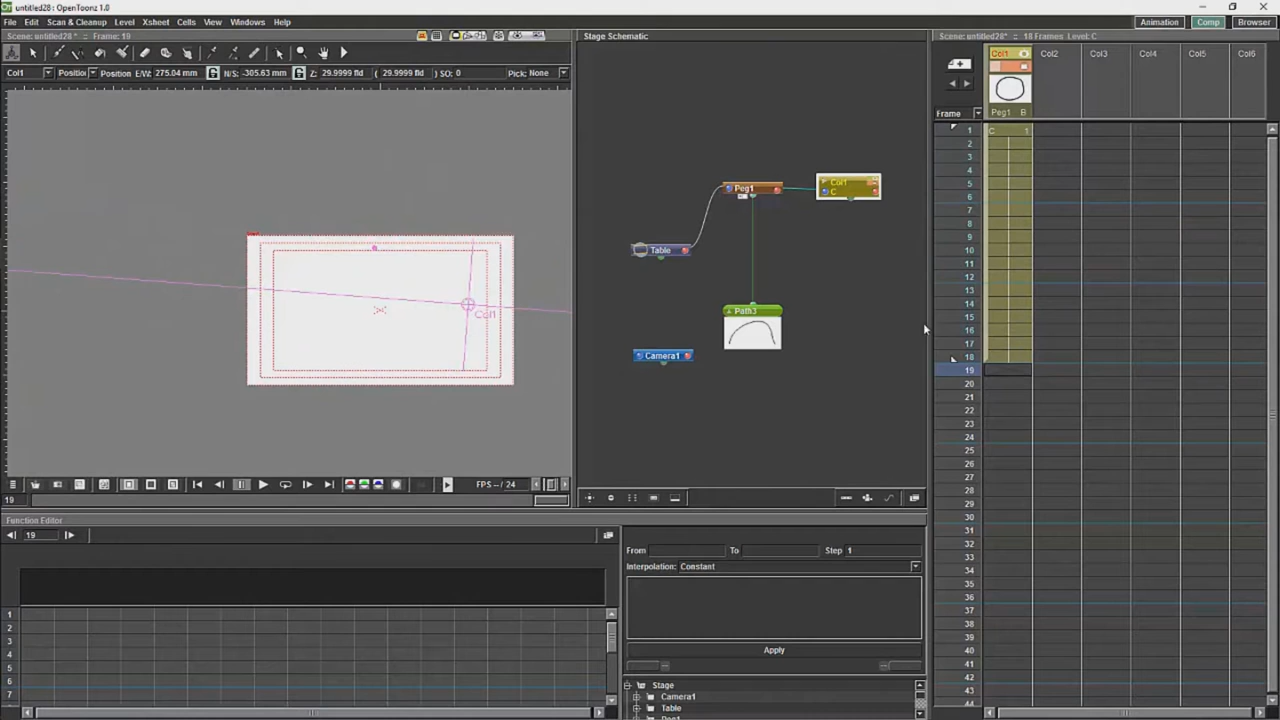 untitled28 : OpenToonz 1.0
File Edit Scan & Cleanup Level Xsheet Cells View Windows Help
Animation Comp Browser
Scene: untitled28* :: Frame: 19
Stage Schematic
Scene: untitled28* :: 18 Frames Level: C
Col1 Position Position E/W: 275.04 mm N/S: -305.63 mm Z: 29.9999 fld ( 29.9999 fld ) SO: 0 Pick: None
Col1 Col2 Col3 Col4 Col5 Col6
Frame
Peg1 B
C 1
1
2
3
4
5
6
7
8
9
10
11
12
13
14
15
16
17
18
19
20
21
22
23
24
25
26
27
28
29
30
31
32
33
34
35
36
37
38
39
40
41
42
43
44
Col1
Peg1
Col1
C
Table
Path3
Camera1
FPS -- / 24
19
Function Editor
19
1
2
3
4
5
6
7
From To Step 1
Interpolation: Constant
Apply
Stage
Camera1
Table
Peg1